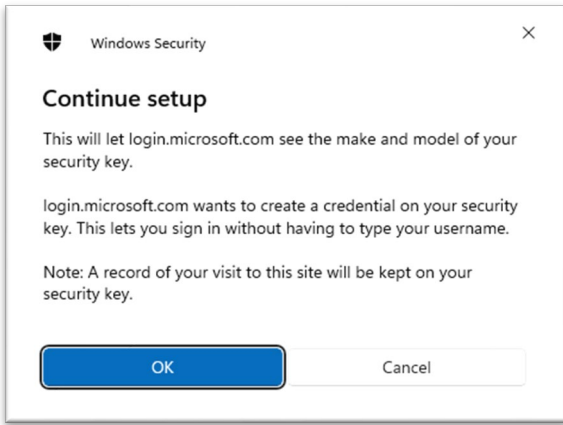 Windows Security
Continue setup
This will let login.microsoft.com see the make and model of your
security key.
login.microsoft.com wants to create a credential on your security
key. This lets you sign in without having to type your username.
Note: A record of your visit to this site will be kept on your
security key.
OK
Cancel